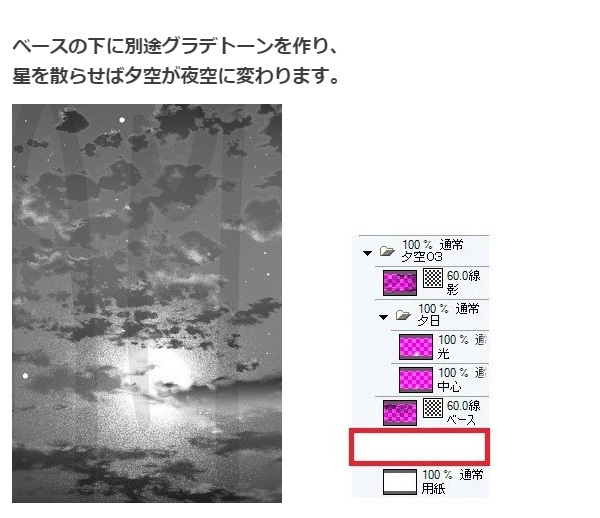 ベースの下に別途グラデトーンを作り、
星を散らせば夕空が夜空に変わります。
100 % 通常
夕空03
60.0線
影
100 % 通常
夕日
100 % 通
光
100 % 通
中心
60.0線
ベース
100 % 通常
用紙